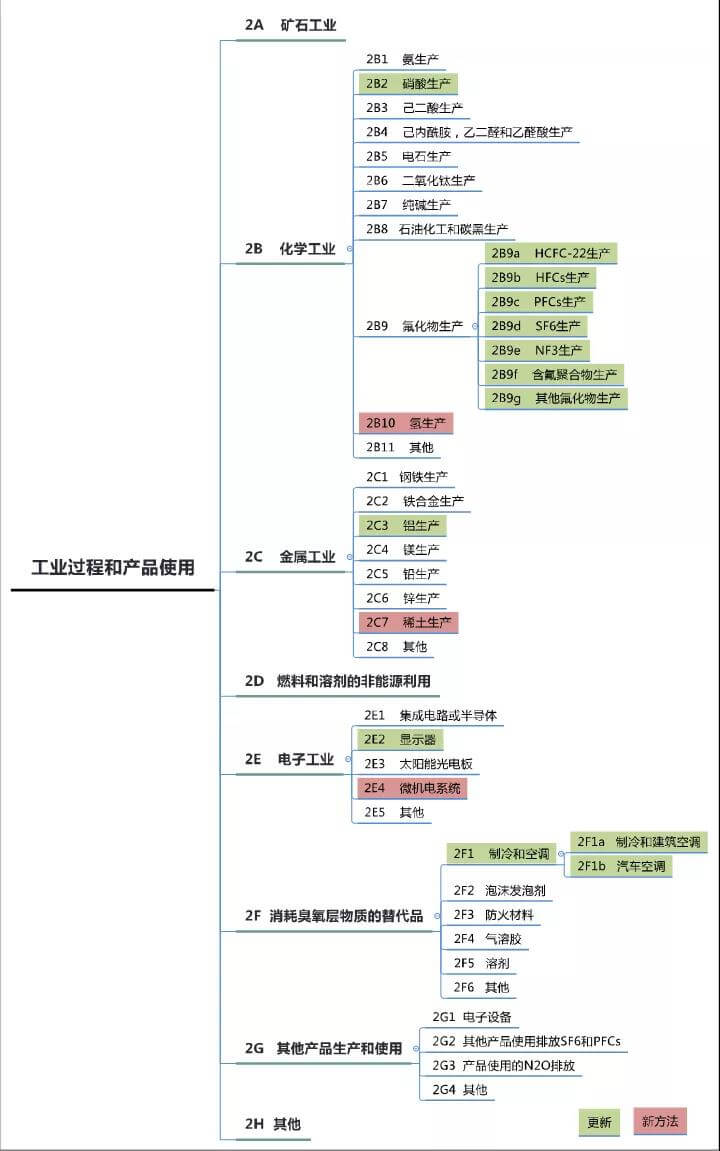 2A 矿石工业
2B1 氨生产
2B2 硝酸生产
2B3 己二酸生产
2B4 己内酰胺，乙二醛和乙醛酸生产
2B5 电石生产
2B6 二氧化钛生产
2B7 纯碱生产
2B8 石油化工和碳黑生产
2B 化学工业
2B9a HCFC-22生产
2B9b HFCs生产
2B9c PFCs生产
2B9 氟化物生产
2B9d SF6生产
2B9e NF3生产
2B9f 含氟聚合物生产
2B9g 其他氟化物生产
2B10 氢生产
2B11 其他
2C1 钢铁生产
2C2 铁合金生产
2C3 铝生产
2C 金属工业
2C4 镁生产
工业过程和产品使用
2C5 铅生产
2C6 锌生产
2C7 稀土生产
2C8 其他
2D 燃料和溶剂的非能源利用
2E1 集成电路或半导体
2E2 显示器
2E 电子工业
2E3 太阳能光电板
2E4 微机电系统
2E5 其他
2F1 制冷和空调
2F1a 制冷和建筑空调
2F1b 汽车空调
2F2 泡沫发泡剂
2F 消耗臭氧层物质的替代品
2F3 防火材料
2F4 气溶胶
2F5 溶剂
2F6 其他
2G1 电子设备
2G2 其他产品使用排放SF6和PFCs
2G 其他产品生产和使用
2G3 产品使用的N2O排放
2G4 其他
2H 其他
更新
新方法